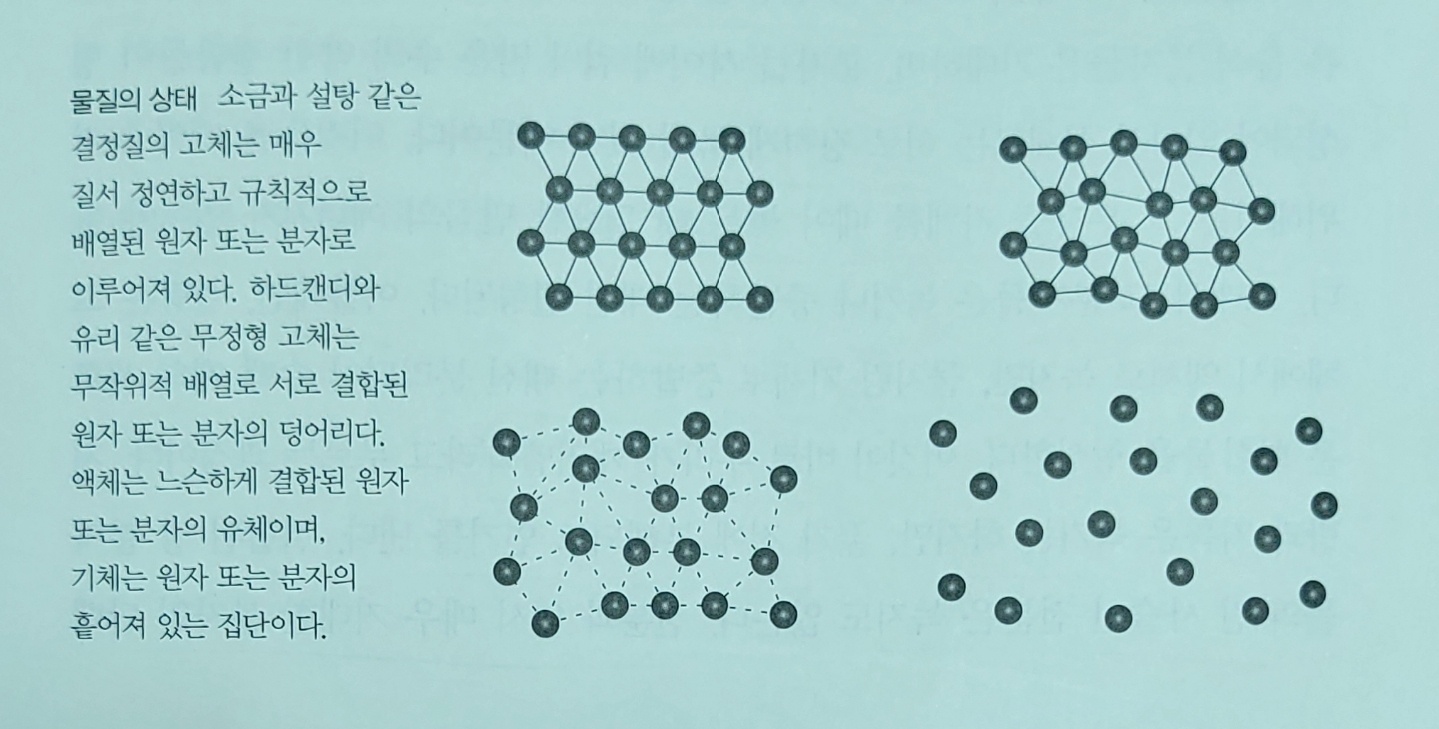 물질의 상태 소금과 설탕 같은
결정질의 고체는 매우
질서 정연하고 규칙적으로
배열된 원자 또는 분자로
이루어져 있다. 하드캔디와
유리 같은 무정형 고체는
무작위적 배열로 서로 결합된
원자 또는 분자의 덩어리다.
액체는 느슨하게 결합된 원자
또는 분자의 유체이며,
기체는 원자 또는 분자의
흩어져 있는 집단이다.